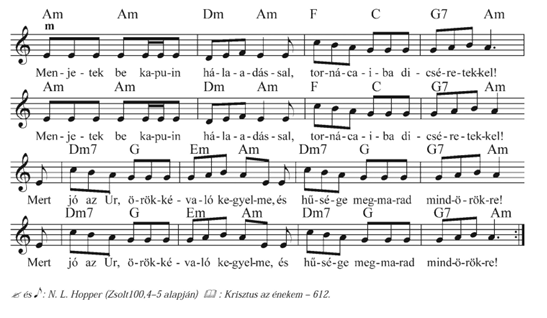 Am Am Dm Am F C G7 Am
m
Men-je-tek be ka-pu-in há-la-a-dás-sal, tor-ná-ca-i-ba di-csé-re-tek-kel!
Am Am Dm Am F C G7 Am
Men-je-tek be ka-pu-in há-la-a-dás-sal, tor-ná-ca-i-ba di-csé-re-tek-kel!
Dm7 G Em Am Dm7 G G7 Am
Mert jó az Úr, ö-rök-ké-va-ló ke-gyel-me, és hű-sé-ge meg-ma-rad mind-ö-rök-re!
Dm7 G Em Am Dm7 G G7 Am
Mert jó az Úr, ö-rök-ké-va-ló ke-gyel-me, és hű-sé-ge meg-ma-rad mind-ö-rök-re!
és : N. L. Hopper (Zsolt100,4–5 alapján) : Krisztus az énekem – 612.